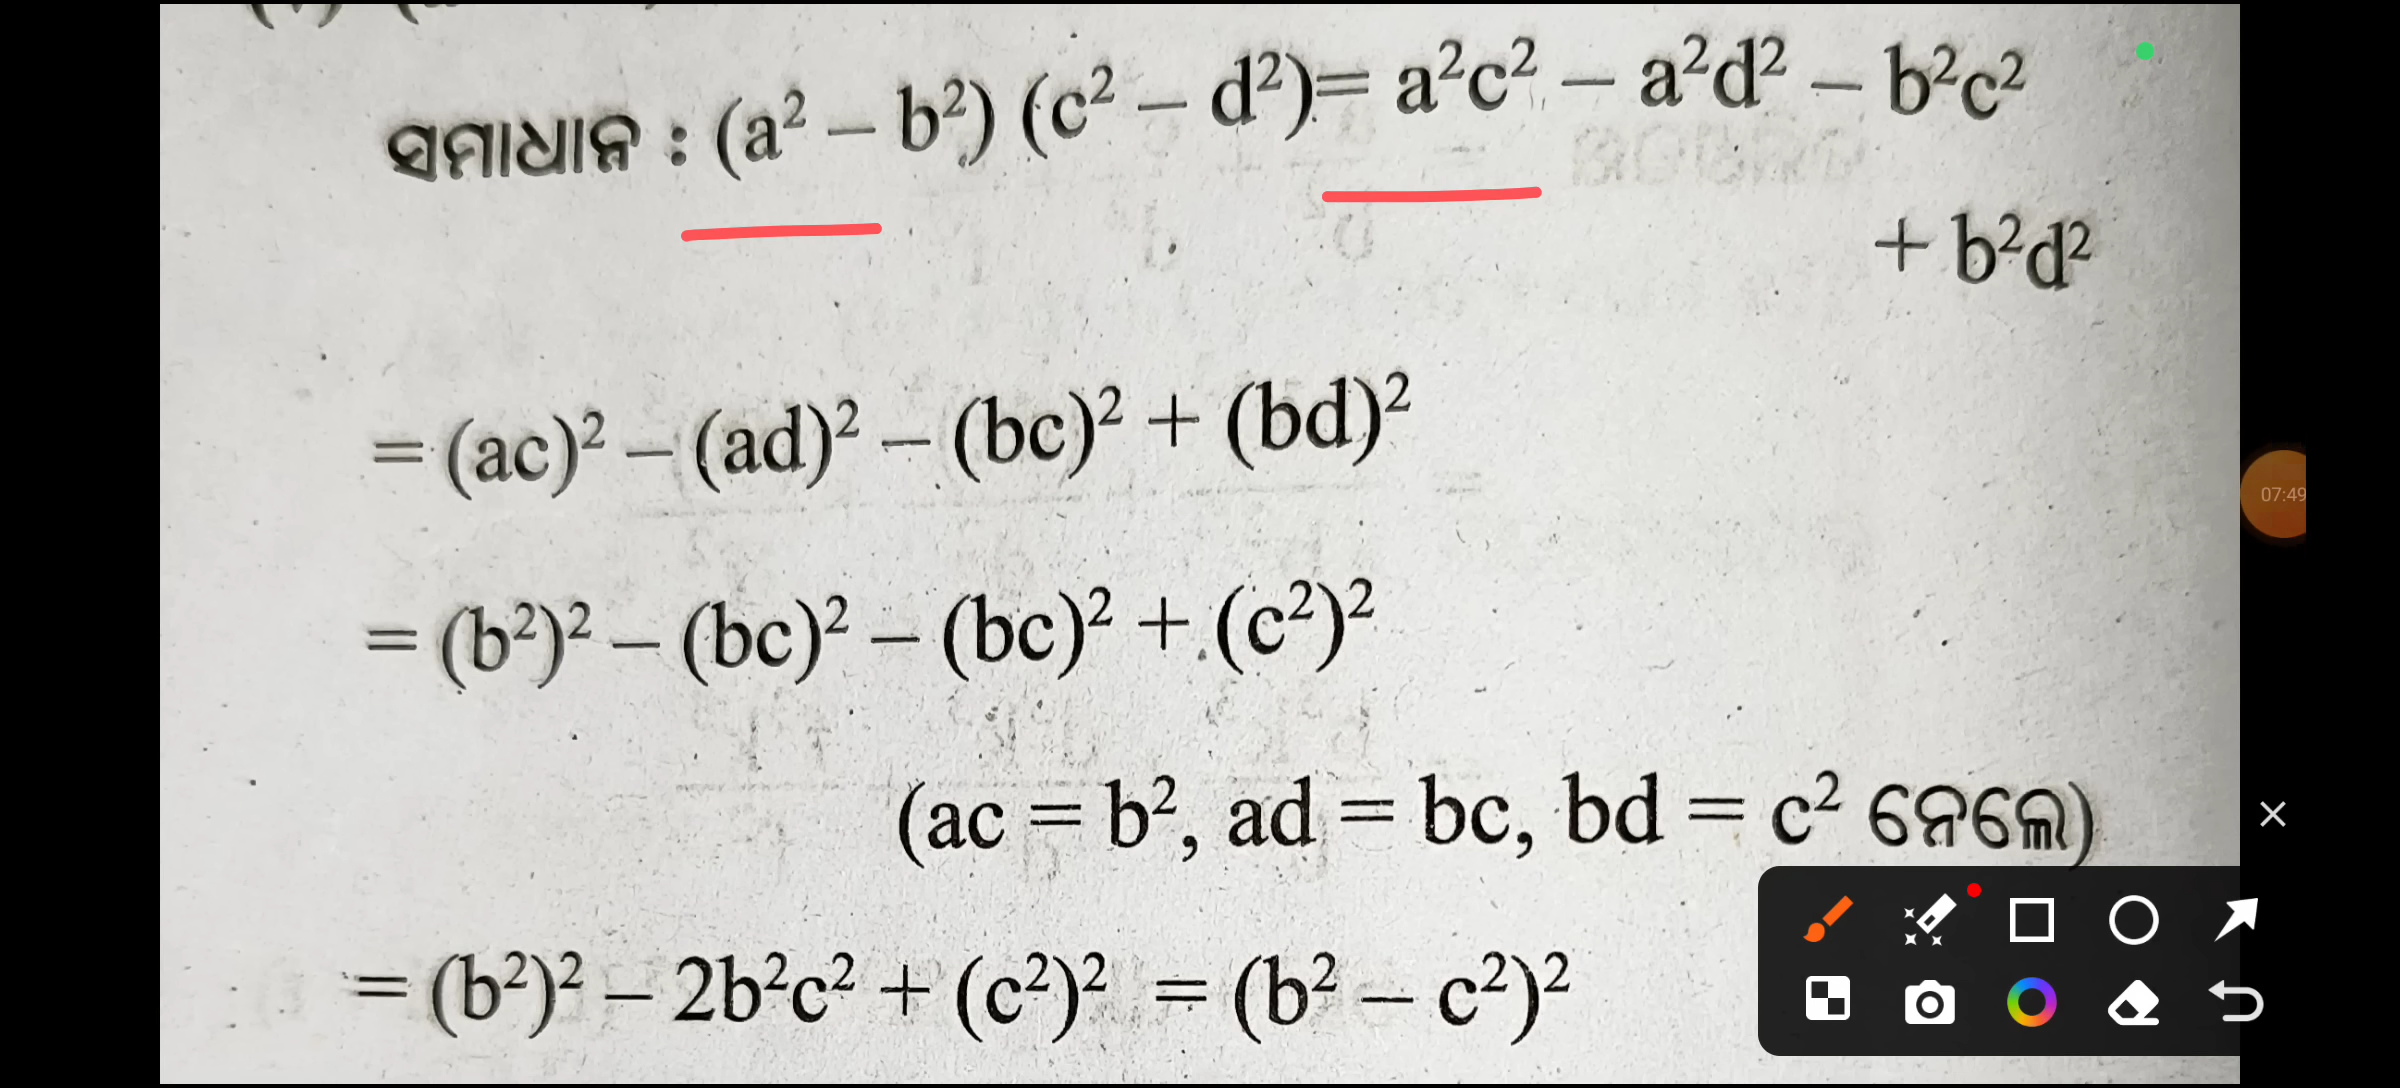 ସମାଧାନ : (a² – b²) (c² – d²)= a²c² – a²d² – b²c²
+ b²d²
= (ac)² – (ad)² – (bc)² + (bd)²
= (b²)² – (bc)² – (bc)² + (c²)²
07:49
(ac = b², ad = bc, bd = c² ନେଲେ)
= (b²)² – 2b²c² + (c²)² = (b² – c²)²